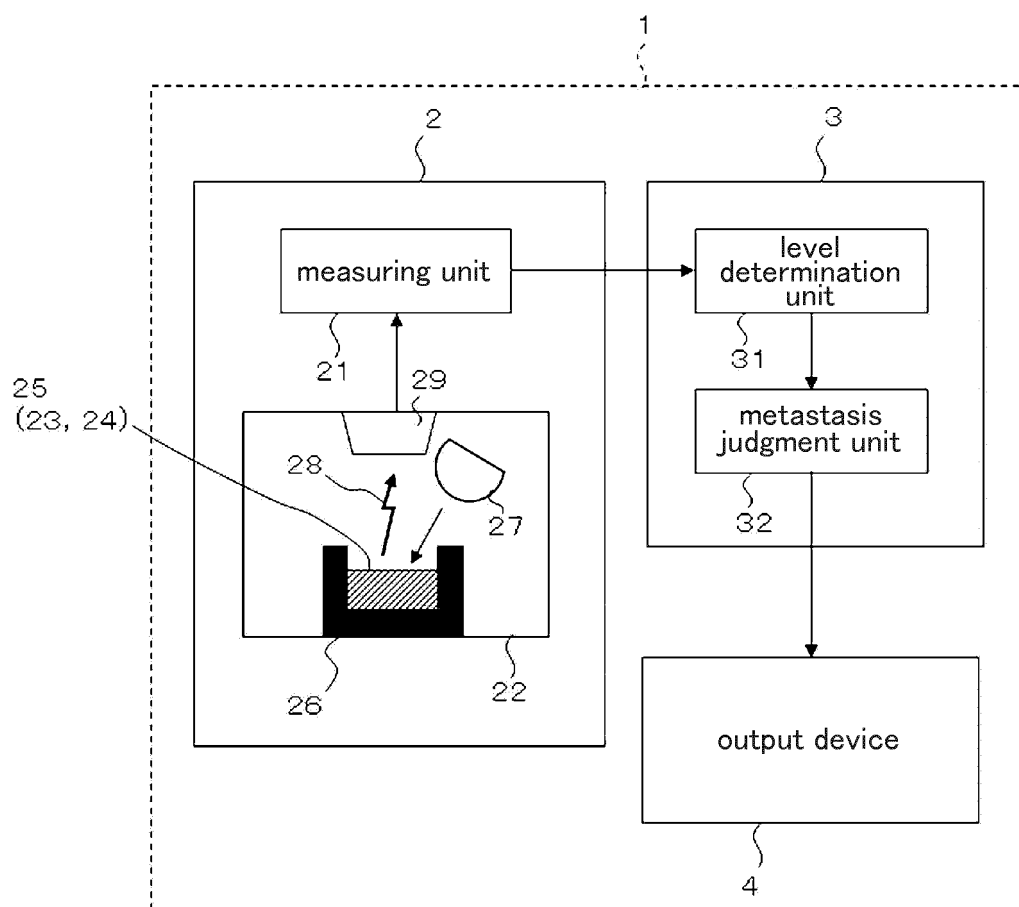 1
2
3
measuring unit
level
determination
unit
21
31
25
(23, 24)
29
metastasis
judgment unit
28
27
32
26
22
output device
4